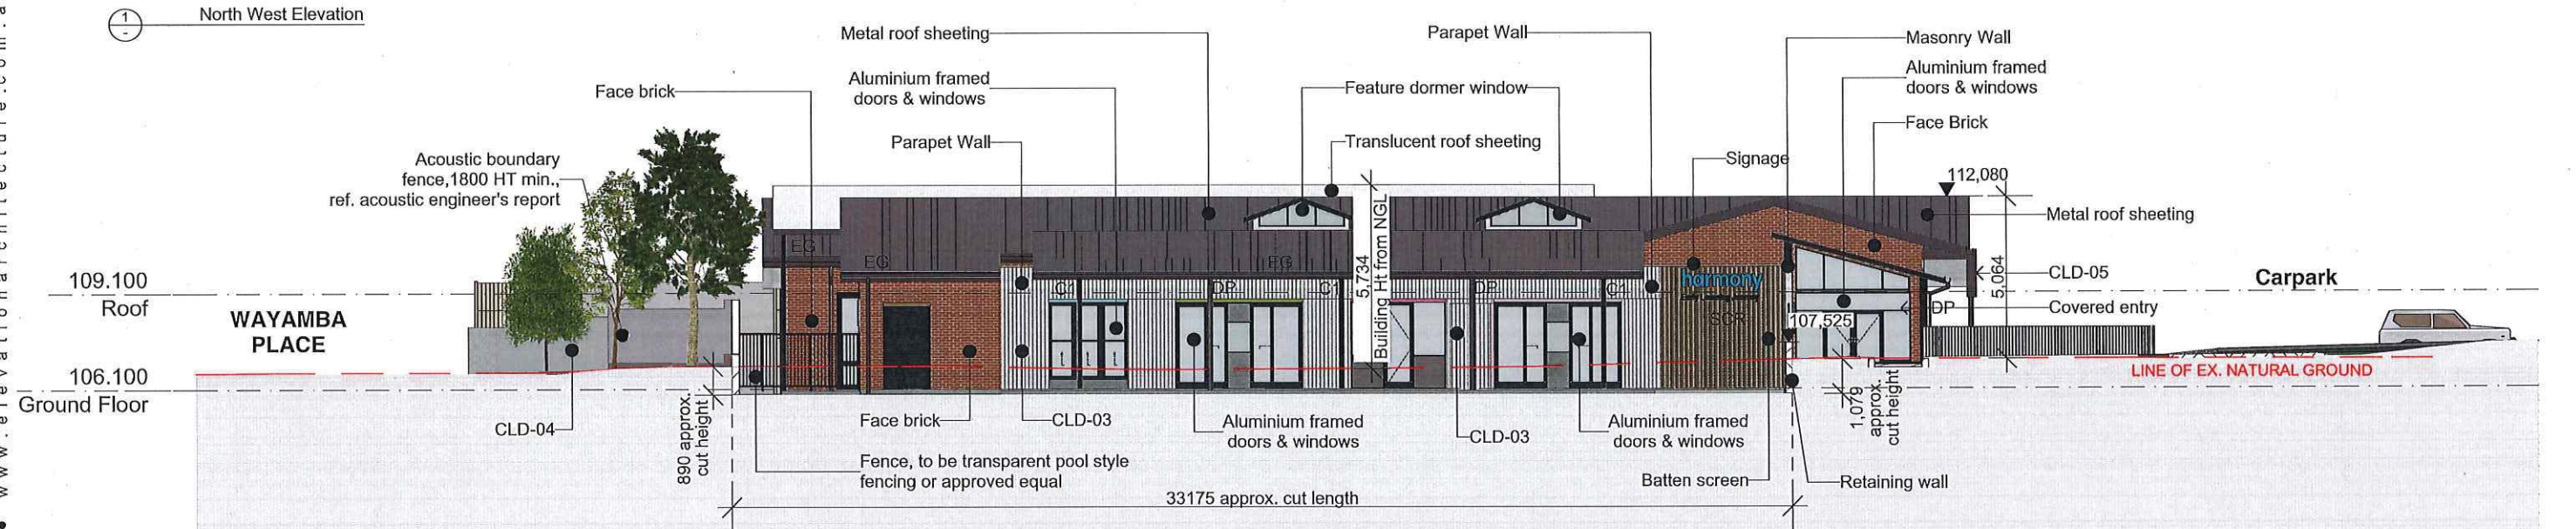 www.elevationarchitecture.com.a
1
-
North West Elevation
Metal roof sheeting
Parapet Wall
Masonry Wall
Aluminium framed
doors & windows
Aluminium framed
doors & windows
Face brick
Feature dormer window
Face Brick
Parapet Wall
Translucent roof sheeting
Signage
Acoustic boundary
fence,1800 HT min.,
ref. acoustic engineer's report
112,080
Metal roof sheeting
EG
EG
EG
5,734
Building Ht from NGL
5,064
CLD-05
Carpark
109.100
Roof
harmony
C1
DP
C1
DP
C1
DP
Covered entry
WAYAMBA
PLACE
SCR
107,525
106.100
Ground Floor
LINE OF EX. NATURAL GROUND
890 approx.
cut height
1,079
approx.
cut height
CLD-04
Face brick
CLD-03
Aluminium framed
doors & windows
CLD-03
Aluminium framed
doors & windows
Fence, to be transparent pool style
fencing or approved equal
Batten screen
Retaining wall
33175 approx. cut length